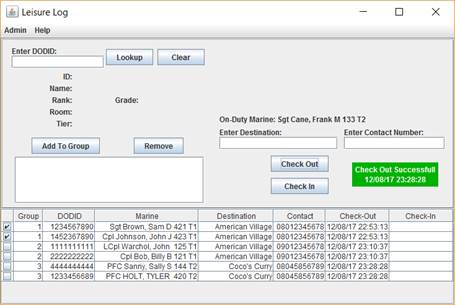 Leisure Log
Admin Help
Enter DODID:
Lookup Clear
ID:
Name:
Rank: Grade:
Room:
Tier:
On-Duty Marine: Sgt Cane, Frank M 133 T2
Enter Destination: Enter Contact Number:
Add To Group Remove
Check Out
Check In
Check Out Successfull
12/08/17 23:28:28
Group DODID Marine Destination Contact Check-Out Check-In
1 1234567890 Sgt Brown, Sam D 421 T1 American Village 08012345678 12/08/17 22:53:13
1 1452367890 Cpl Johnson, John J 423 T1 American Village 08012345678 12/08/17 22:53:13
2 1111111111 LCpl Warchol, John 125 T1 American Village 09012345678 12/08/17 23:10:37
2 2222222222 Cpl Bob, Billy B 121 T1 American Village 09012345678 12/08/17 23:10:37
3 4444444444 PFC Sanny, Sally S 144 T2 Coco's Curry 08045856789 12/08/17 23:28:28
3 1233456689 PFC HOLT, TYLER 420 T2 Coco's Curry 08045856789 12/08/17 23:28:28